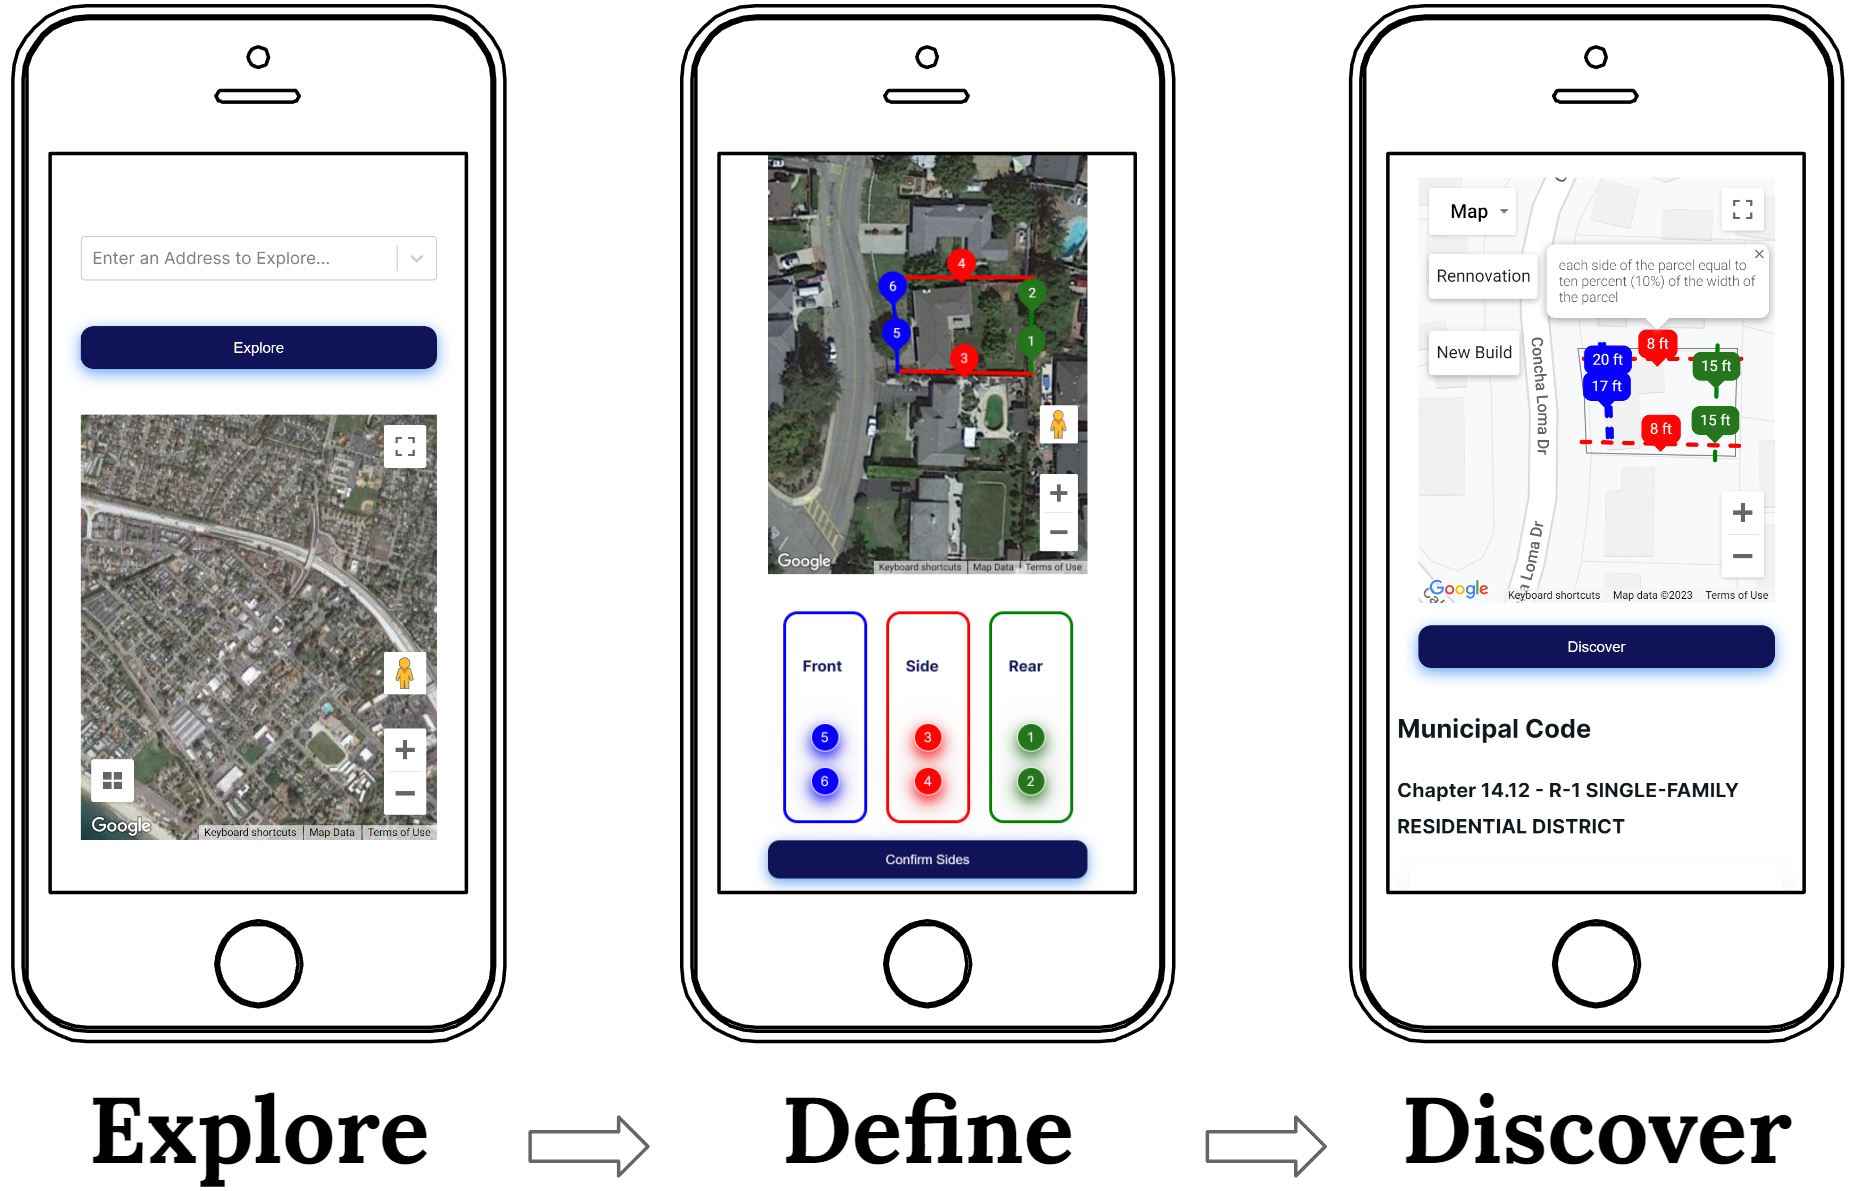 Enter an Address to Explore...
Explore
Google
Keyboard shortcuts
Map Data
Terms of Use
4
6
2
5
1
3
Google
Keyboard shortcuts
Map Data
Terms of Use
Front
Side
Rear
5
3
1
6
4
2
Confirm Sides
Map
Rennovation
New Build
each side of the parcel equal to
ten percent (10%) of the width of
the parcel
8 ft
20 ft
15 ft
17 ft
15 ft
8 ft
Concha Loma Dr
Loma Dr
Google
Keyboard shortcuts
Map data ©2023
Terms of Use
Discover
Municipal Code
Chapter 14.12 - R-1 SINGLE-FAMILY
RESIDENTIAL DISTRICT
Explore
Define
Discover